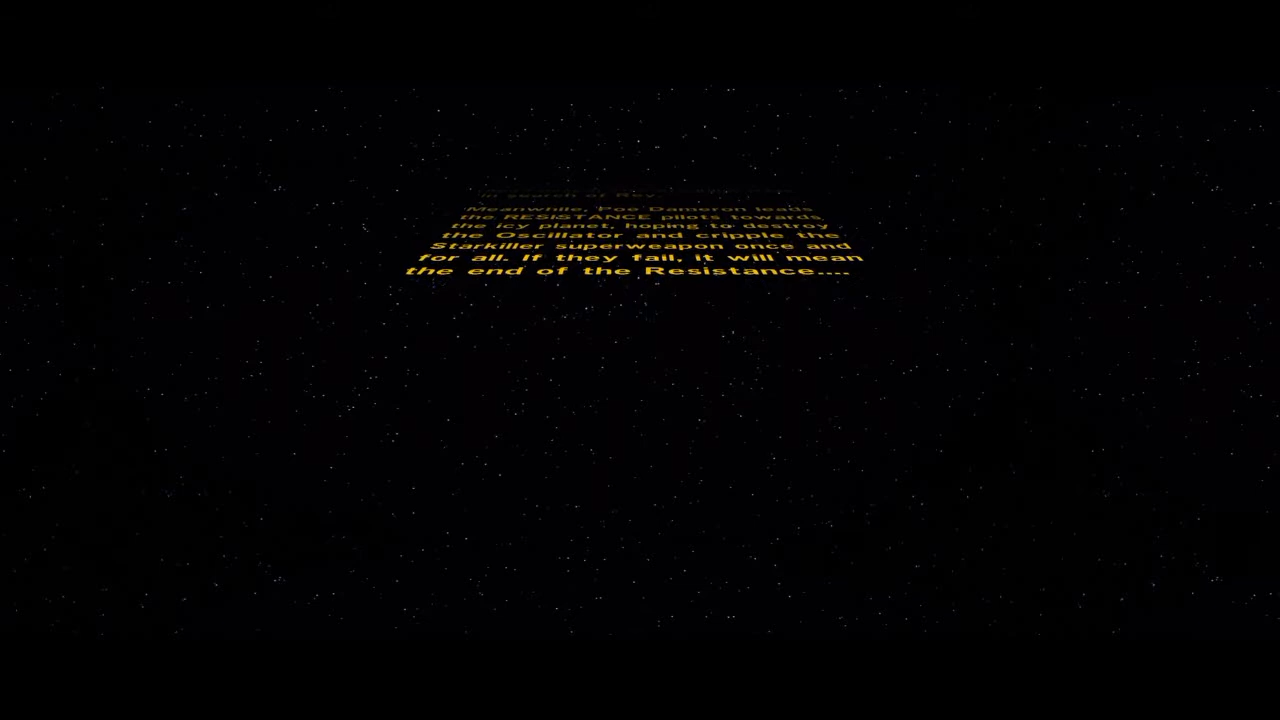 in search of Rey.
Meanwhile, Poe Dameron leads
the RESISTANCE pilots towards
the icy planet, hoping to destroy
the Oscillator and cripple the
Starkiller superweapon once and
for all. If they fail, it will mean
the end of the Resistance....